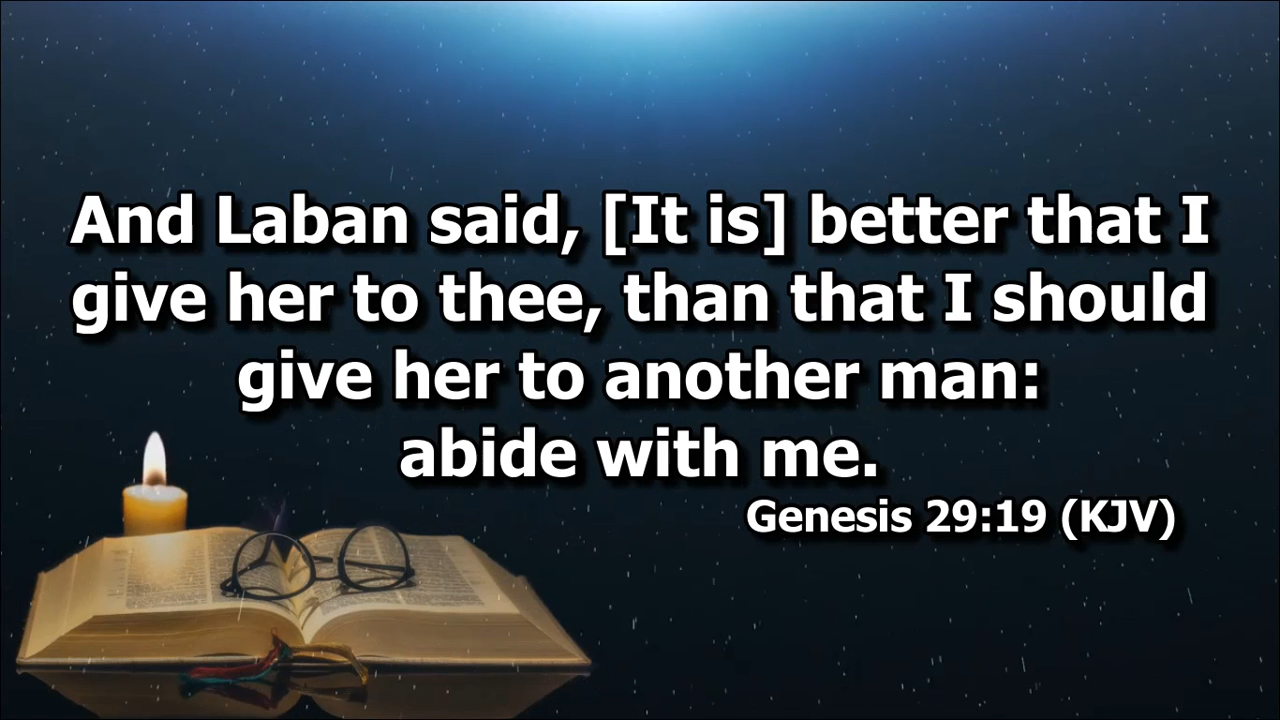 And Laban said, [It is] better that I
give her to thee, than that I should
give her to another man:
abide with me.
Genesis 29:19 (KJV)